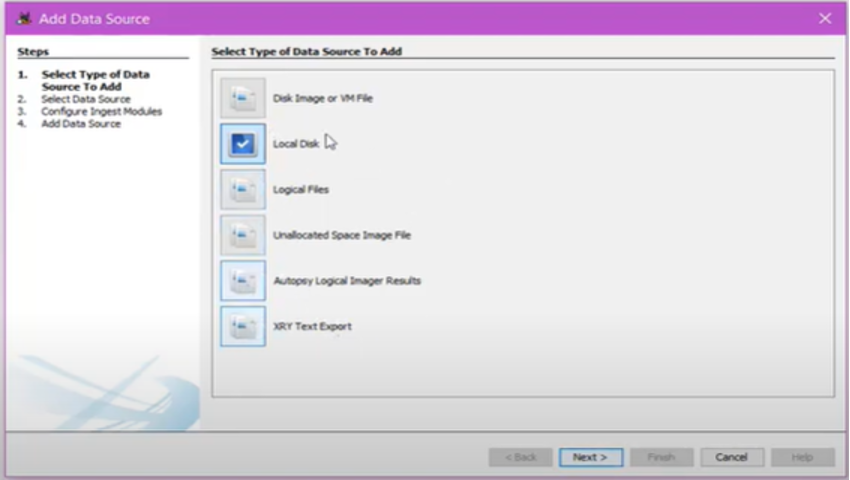 Add Data Source
Steps
1. Select Type of Data
Source To Add
2. Select Data Source
3. Configure Ingest Modules
4. Add Data Source
Select Type of Data Source To Add
Disk Image or VM File
Local Disk
Logical Files
Unallocated Space Image File
Autopsy Logical Imager Results
XRY Text Export
< Back
Next >
Finish
Cancel
Help